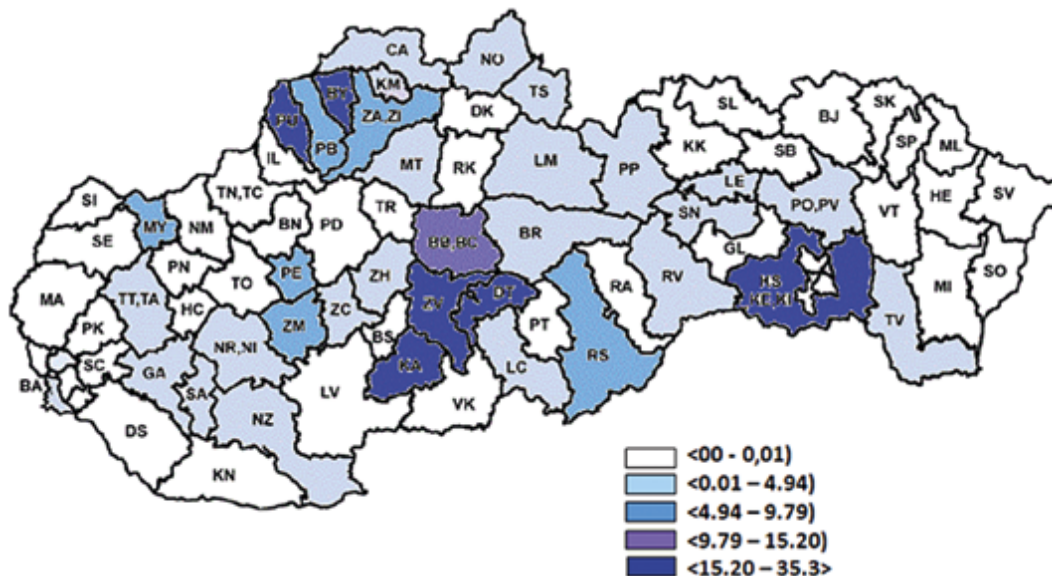 CA
NO
KM
TS
BY
PU
ZA,ZI
PB
DK
SL
BJ
SK
SP
ML
KK
SB
IL
MT
RK
LM
PP
LE
PO,PV
VT
HE
SV
SI
TN,TC
TR
SN
MY
NM
BN
PD
BB,BC
BR
GL
SE
PN
TO
PE
ZH
RA
RV
HS
KE,KI
MI
SO
MA
TT,TA
HC
ZM
ZC
ZV
DT
PT
TV
PK
NR,NI
BS
RS
SC
GA
KA
LC
BA
SA
LV
VK
DS
NZ
KN
<00 - 0,01)
<0.01 – 4.94)
<4.94 – 9.79)
<9.79 – 15.20)
<15.20 – 35.3>